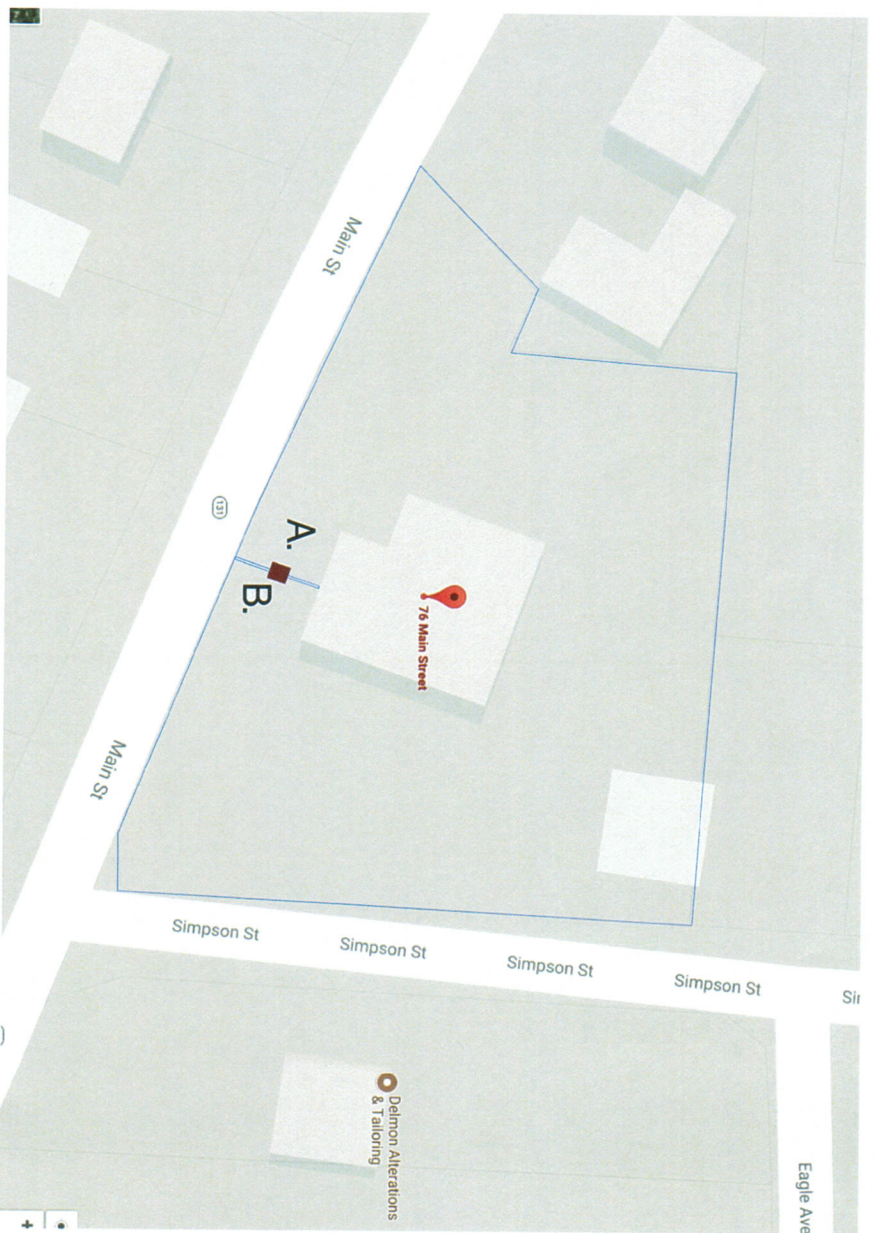 Main St
131
A.
B.
76 Main Street
Main St
Simpson St
Simpson St
Simpson St
Simpson St
Eagle Ave
Delmon Alterations
& Tailoring
+